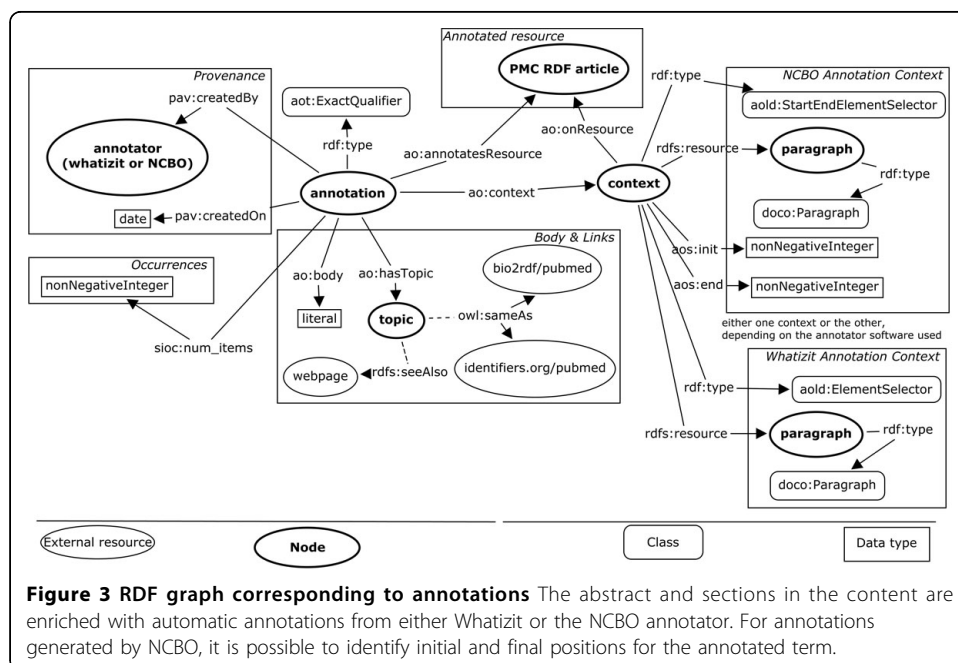 Annotated resource
PMC RDF article
Provenance
pav:createdBy
annotator
(whatizit or NCBO)
date
pav:createdOn
aot:ExactQualifier
rdf:type
ao:annotatesResource
annotation
ao:context
ao:onResource
context
rdf:type
NCBO Annotation Context
aold:StartEndElementSelector
rdfs:resource
paragraph
rdf:type
doco:Paragraph
aos:init
nonNegativeInteger
aos:end
nonNegativeInteger
either one context or the other,
depending on the annotator software used
Occurrences
nonNegativeInteger
sioc:num_items
Body & Links
ao:body
literal
ao:hasTopic
topic
bio2rdf/pubmed
owl:sameAs
identifiers.org/pubmed
rdfs:seeAlso
webpage
Whatizit Annotation Context
rdf:type
aold:ElementSelector
rdfs:resource
paragraph
rdf:type
doco:Paragraph
External resource
Node
Class
Data type
Figure 3 RDF graph corresponding to annotations The abstract and sections in the content are
enriched with automatic annotations from either Whatizit or the NCBO annotator. For annotations
generated by NCBO, it is possible to identify initial and final positions for the annotated term.